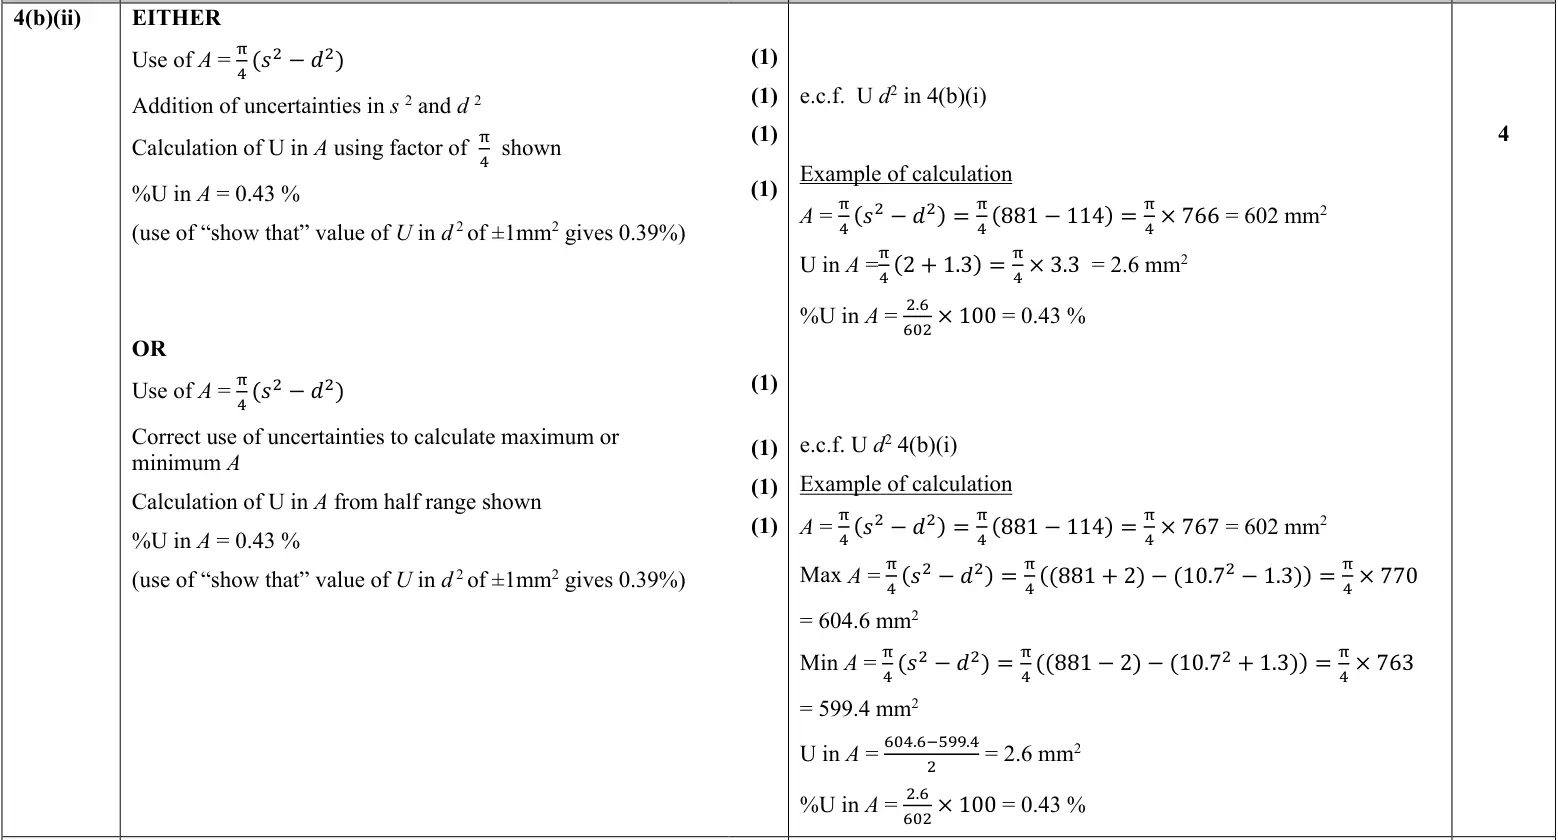 4(b)(ii)
EITHER
Use of A = π/4 (s² − d²) (1)
Addition of uncertainties in s ² and d ² (1)
Calculation of U in A using factor of π/4 shown (1)
%U in A = 0.43 % (1)
(use of “show that” value of U in d ² of ±1mm² gives 0.39%)
OR
Use of A = π/4 (s² − d²) (1)
Correct use of uncertainties to calculate maximum or
minimum A (1)
Calculation of U in A from half range shown (1)
%U in A = 0.43 % (1)
(use of “show that” value of U in d ² of ±1mm² gives 0.39%)
e.c.f. U d² in 4(b)(i)
Example of calculation
A = π/4 (s² − d²) = π/4 (881 − 114) = π/4 × 766 = 602 mm²
U in A = π/4 (2 + 1.3) = π/4 × 3.3 = 2.6 mm²
%U in A = 2.6/602 × 100 = 0.43 %
e.c.f. U d² 4(b)(i)
Example of calculation
A = π/4 (s² − d²) = π/4 (881 − 114) = π/4 × 767 = 602 mm²
Max A = π/4 (s² − d²) = π/4 ((881 + 2) − (10.7² − 1.3)) = π/4 × 770
= 604.6 mm²
Min A = π/4 (s² − d²) = π/4 ((881 − 2) − (10.7² + 1.3)) = π/4 × 763
= 599.4 mm²
U in A = 604.6−599.4/2 = 2.6 mm²
%U in A = 2.6/602 × 100 = 0.43 %
4